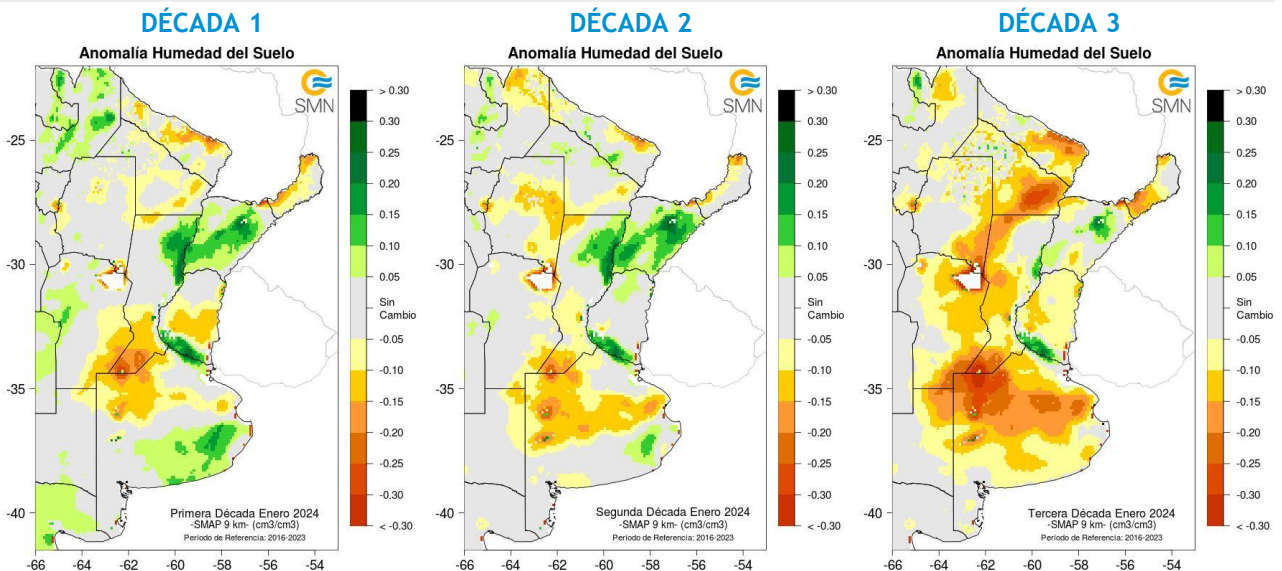 DÉCADA 1
Anomalía Humedad del Suelo
SMN
> 0.30
0.30
0.25
0.20
0.15
0.10
0.05
Sin
Cambio
-0.05
-0.10
-0.15
-0.20
-0.25
-0.30
< -0.30
-25
-30
-35
-40
Primera Década Enero 2024
-SMAP 9 km- (cm3/cm3)
Período de Referencia: 2016-2023
-66 -64 -62 -60 -58 -56 -54
DÉCADA 2
Anomalía Humedad del Suelo
SMN
> 0.30
0.30
0.25
0.20
0.15
0.10
0.05
Sin
Cambio
-0.05
-0.10
-0.15
-0.20
-0.25
-0.30
< -0.30
-25
-30
-35
-40
Segunda Década Enero 2024
-SMAP 9 km- (cm3/cm3)
Período de Referencia: 2016-2023
-66 -64 -62 -60 -58 -56 -54
DÉCADA 3
Anomalía Humedad del Suelo
SMN
> 0.30
0.30
0.25
0.20
0.15
0.10
0.05
Sin
Cambio
-0.05
-0.10
-0.15
-0.20
-0.25
-0.30
< -0.30
-25
-30
-35
-40
Tercera Década Enero 2024
-SMAP 9 km- (cm3/cm3)
Período de Referencia: 2016-2023
-66 -64 -62 -60 -58 -56 -54